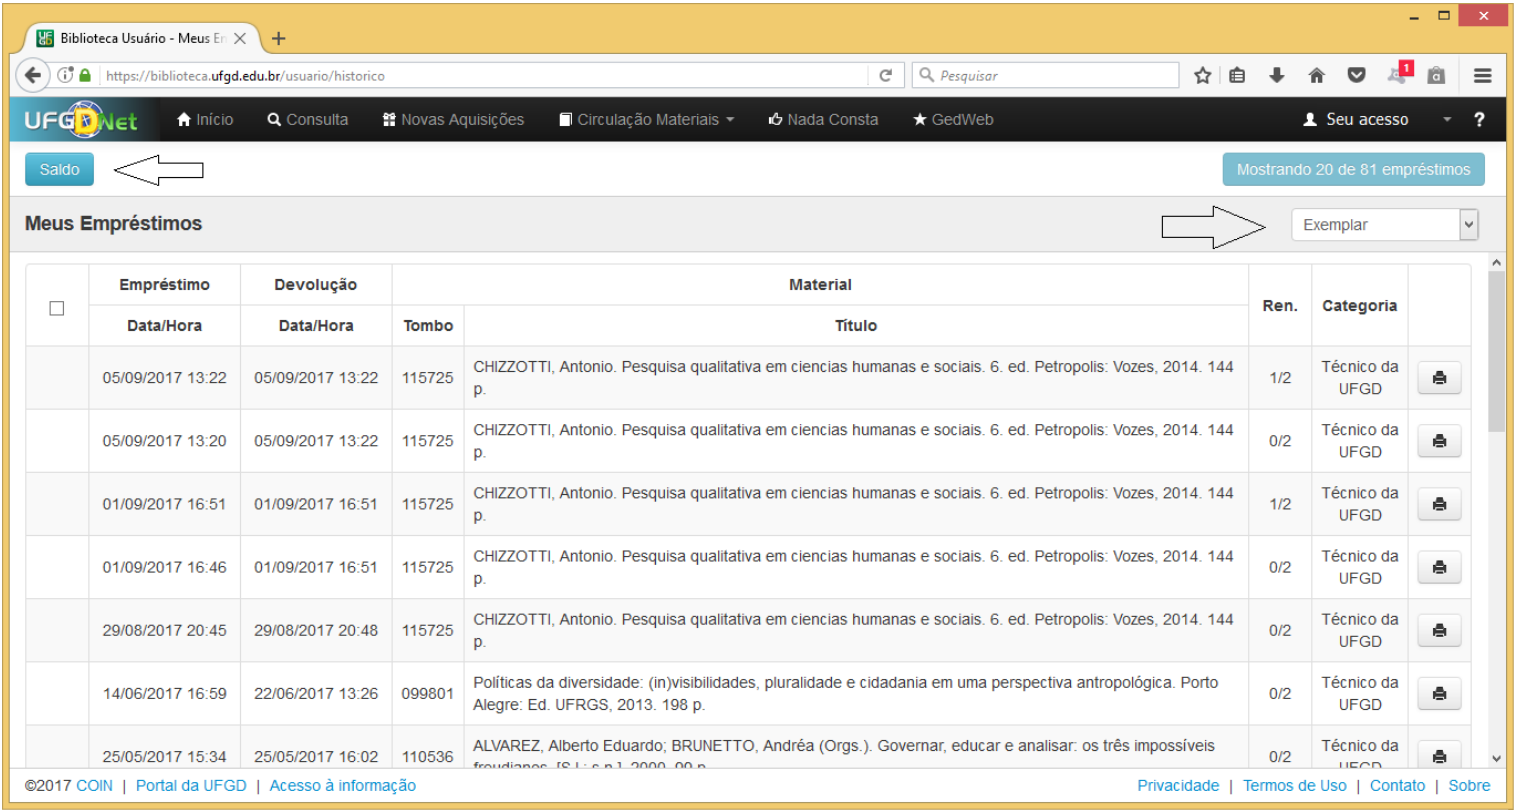 Biblioteca Usuário - Meus En
https://biblioteca.ufgd.edu.br/usuario/historico
Pesquisar
1
UFGDNet
Início
Consulta
Novas Aquisições
Circulação Materiais
Nada Consta
GedWeb
Seu acesso
?
Saldo
Mostrando 20 de 81 empréstimos
Meus Empréstimos
Exemplar
Empréstimo Devolução Material Ren. Categoria
Data/Hora Data/Hora Tombo Título
05/09/2017 13:22 05/09/2017 13:22 115725 CHIZZOTTI, Antonio. Pesquisa qualitativa em ciencias humanas e sociais. 6. ed. Petropolis: Vozes, 2014. 144 1/2 Técnico da
p. UFGD
05/09/2017 13:20 05/09/2017 13:22 115725 CHIZZOTTI, Antonio. Pesquisa qualitativa em ciencias humanas e sociais. 6. ed. Petropolis: Vozes, 2014. 144 0/2 Técnico da
p. UFGD
01/09/2017 16:51 01/09/2017 16:51 115725 CHIZZOTTI, Antonio. Pesquisa qualitativa em ciencias humanas e sociais. 6. ed. Petropolis: Vozes, 2014. 144 1/2 Técnico da
p. UFGD
01/09/2017 16:46 01/09/2017 16:51 115725 CHIZZOTTI, Antonio. Pesquisa qualitativa em ciencias humanas e sociais. 6. ed. Petropolis: Vozes, 2014. 144 0/2 Técnico da
p. UFGD
29/08/2017 20:45 29/08/2017 20:48 115725 CHIZZOTTI, Antonio. Pesquisa qualitativa em ciencias humanas e sociais. 6. ed. Petropolis: Vozes, 2014. 144 0/2 Técnico da
p. UFGD
14/06/2017 16:59 22/06/2017 13:26 099801 Políticas da diversidade: (in)visibilidades, pluralidade e cidadania em uma perspectiva antropológica. Porto 0/2 Técnico da
Alegre: Ed. UFRGS, 2013. 198 p. UFGD
25/05/2017 15:34 25/05/2017 16:02 110536 ALVAREZ, Alberto Eduardo; BRUNETTO, Andréa (Orgs.). Governar, educar e analisar: os três impossíveis 0/2 Técnico da
freudianos. [S.l.: s.n.], 2000. 99 p. UFGD
©2017 COIN | Portal da UFGD | Acesso à informação
Privacidade | Termos de Uso | Contato | Sobre